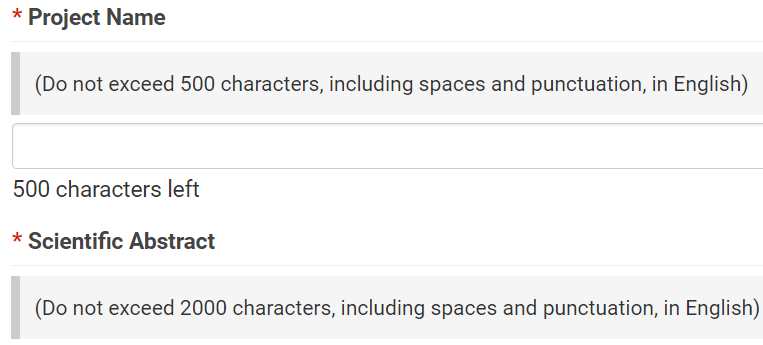 * Project Name
(Do not exceed 500 characters, including spaces and punctuation, in English)
500 characters left
* Scientific Abstract
(Do not exceed 2000 characters, including spaces and punctuation, in English)